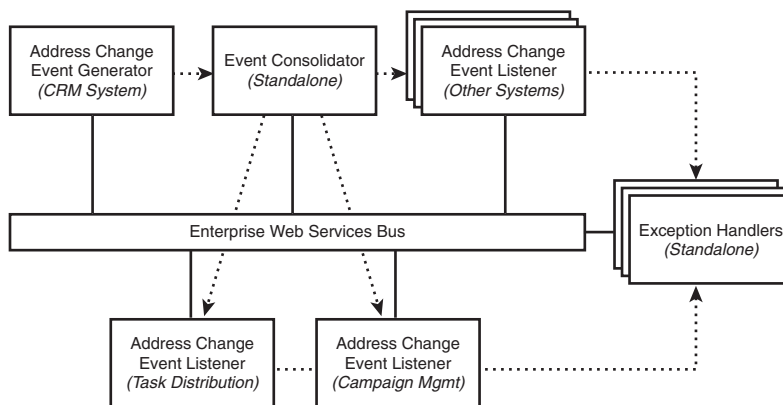 Address Change
Event Generator
(CRM System)
Event Consolidator
(Standalone)
Address Change
Event Listener
(Other Systems)
Enterprise Web Services Bus
Exception Handlers
(Standalone)
Address Change
Event Listener
(Task Distribution)
Address Change
Event Listener
(Campaign Mgmt)